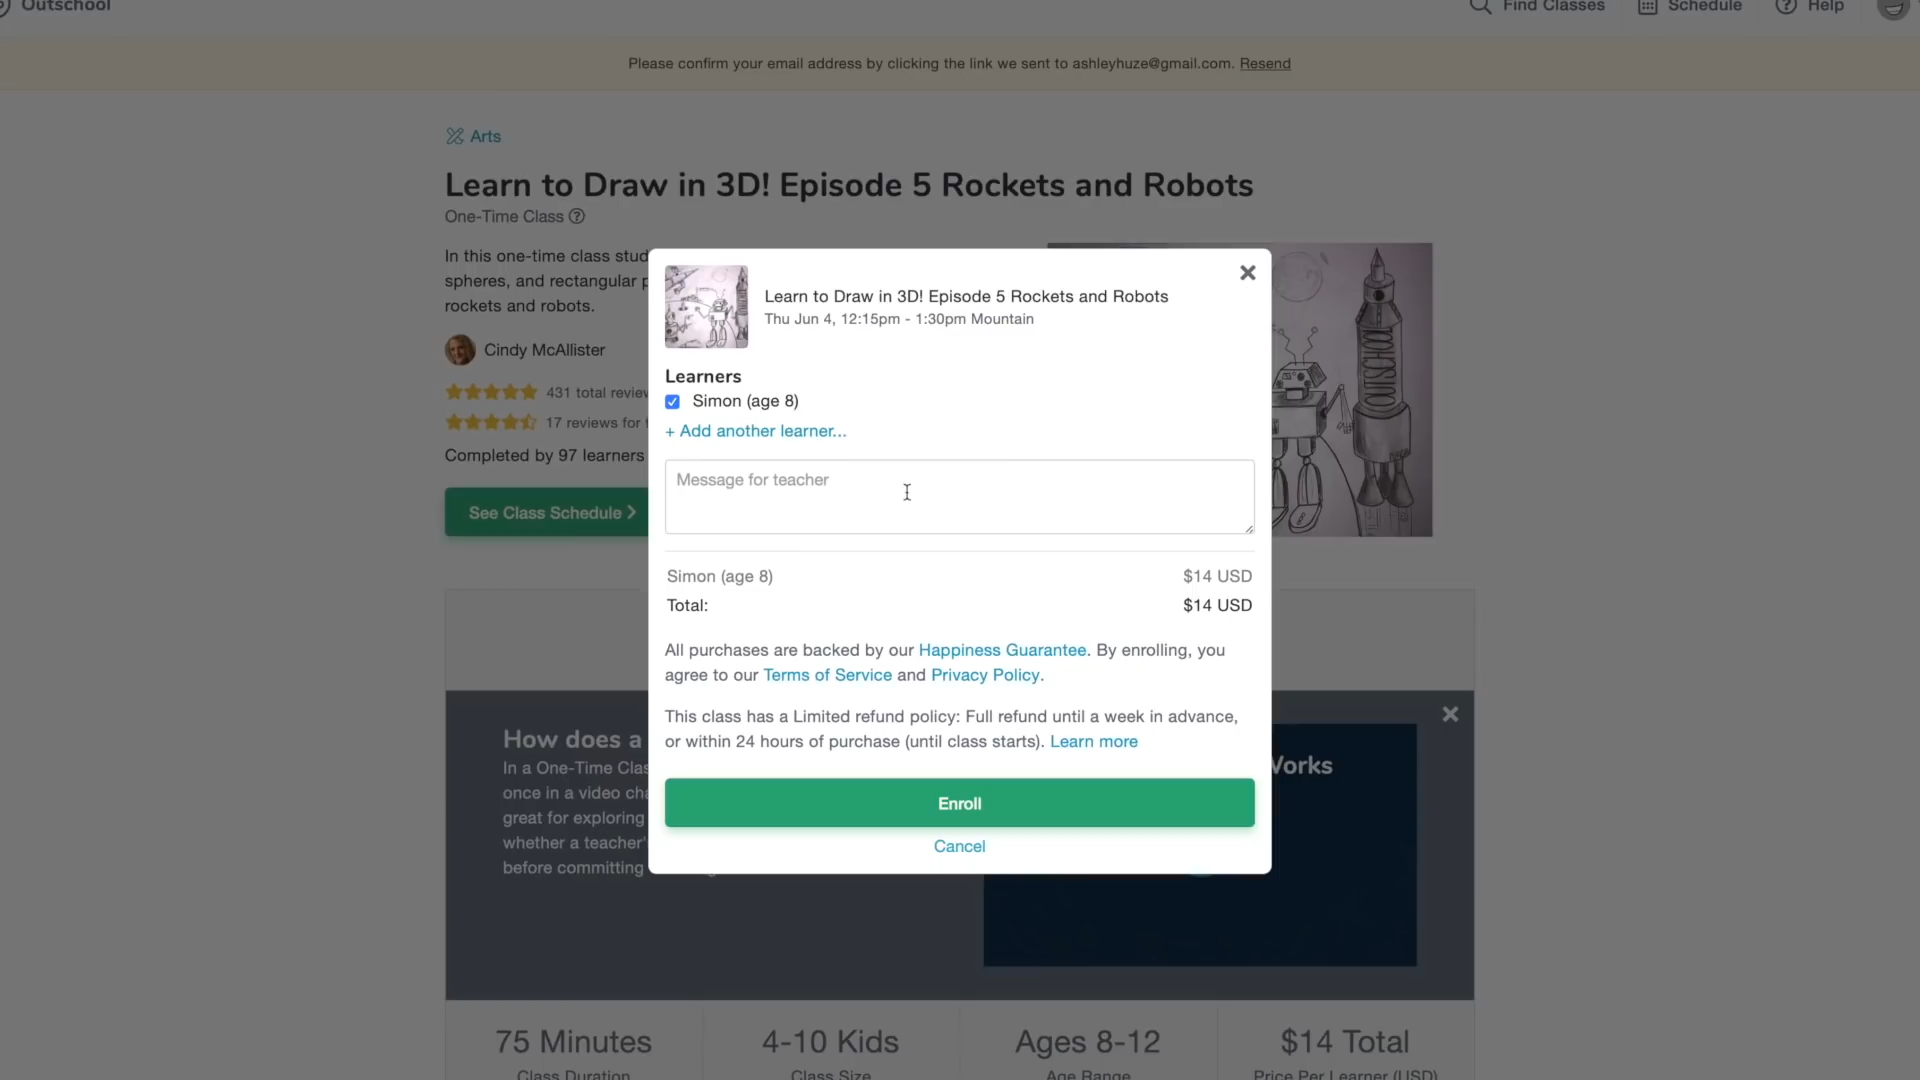 Outschool
Find Classes
Schedule
Help
Please confirm your email address by clicking the link we sent to ashleyhuze@gmail.com. Resend
Arts
Learn to Draw in 3D! Episode 5 Rockets and Robots
One-Time Class
In this one-time class
spheres, and rectangular
rockets and robots.
Cindy McAllister
431 total
17 reviews for
Completed by 97 learners
See Class Schedule
OUTSCHOOL
Learn to Draw in 3D! Episode 5 Rockets and Robots
Thu Jun 4, 12:15pm - 1:30pm Mountain
Learners
Simon (age 8)
+ Add another learner...
Message for teacher
Simon (age 8) $14 USD
Total: $14 USD
All purchases are backed by our Happiness Guarantee. By enrolling, you
agree to our Terms of Service and Privacy Policy.
This class has a Limited refund policy: Full refund until a week in advance,
or within 24 hours of purchase (until class starts). Learn more
Enroll
Cancel
How does a
In a One-Time
once in a video
great for exploring
whether a teacher'
before committing
Works
75 Minutes
Class Duration
4-10 Kids
Class Size
Ages 8-12
Age Range
$14 Total
Price Per Learner (USD)